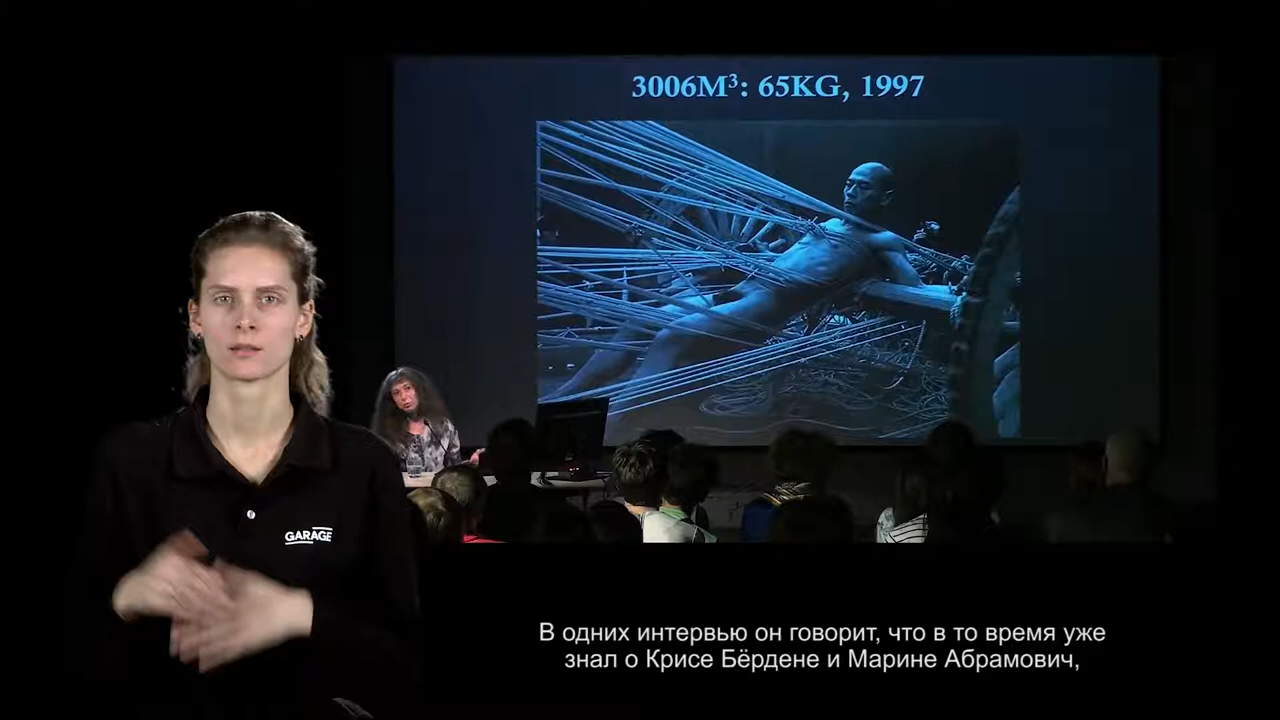 3006M³: 65KG, 1997
GARAGE
В одних интервью он говорит, что в то время уже
знал о Крисе Бёрдене и Марине Абрамович,